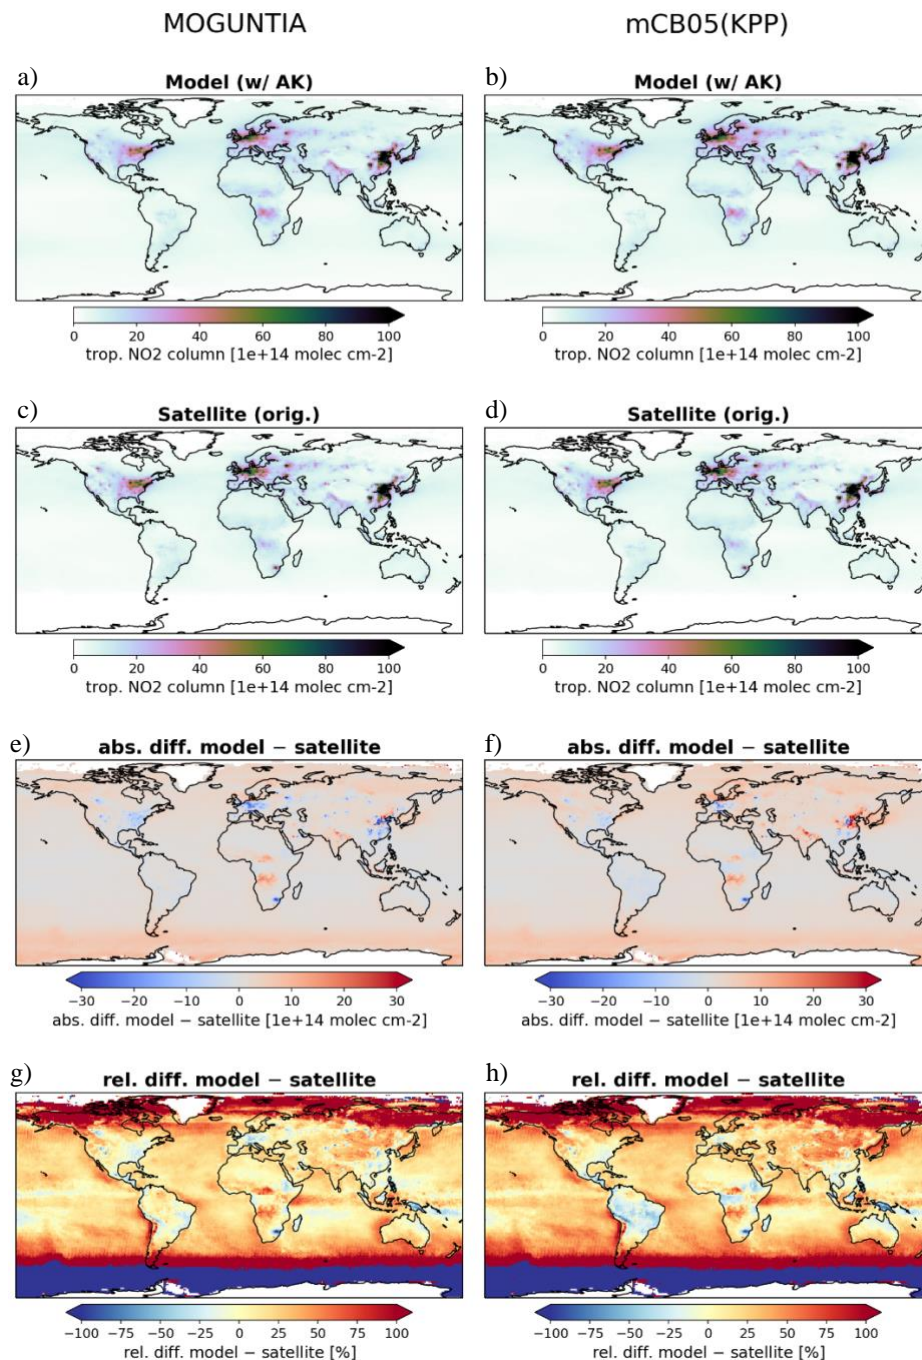 MOGUNTIA mCB05(KPP)
a) b)
Model (w/ AK) Model (w/ AK)
0 20 40 60 80 100 0 20 40 60 80 100
trop. NO2 column [1e+14 molec cm-2] trop. NO2 column [1e+14 molec cm-2]
c) d)
Satellite (orig.) Satellite (orig.)
0 20 40 60 80 100 0 20 40 60 80 100
trop. NO2 column [1e+14 molec cm-2] trop. NO2 column [1e+14 molec cm-2]
e) f)
abs. diff. model − satellite abs. diff. model − satellite
−30 −20 −10 0 10 20 30 −30 −20 −10 0 10 20 30
abs. diff. model − satellite [1e+14 molec cm-2] abs. diff. model − satellite [1e+14 molec cm-2]
g) h)
rel. diff. model − satellite rel. diff. model − satellite
−100 −75 −50 −25 0 25 50 75 100 −100 −75 −50 −25 0 25 50 75 100
rel. diff. model − satellite [%] rel. diff. model − satellite [%]